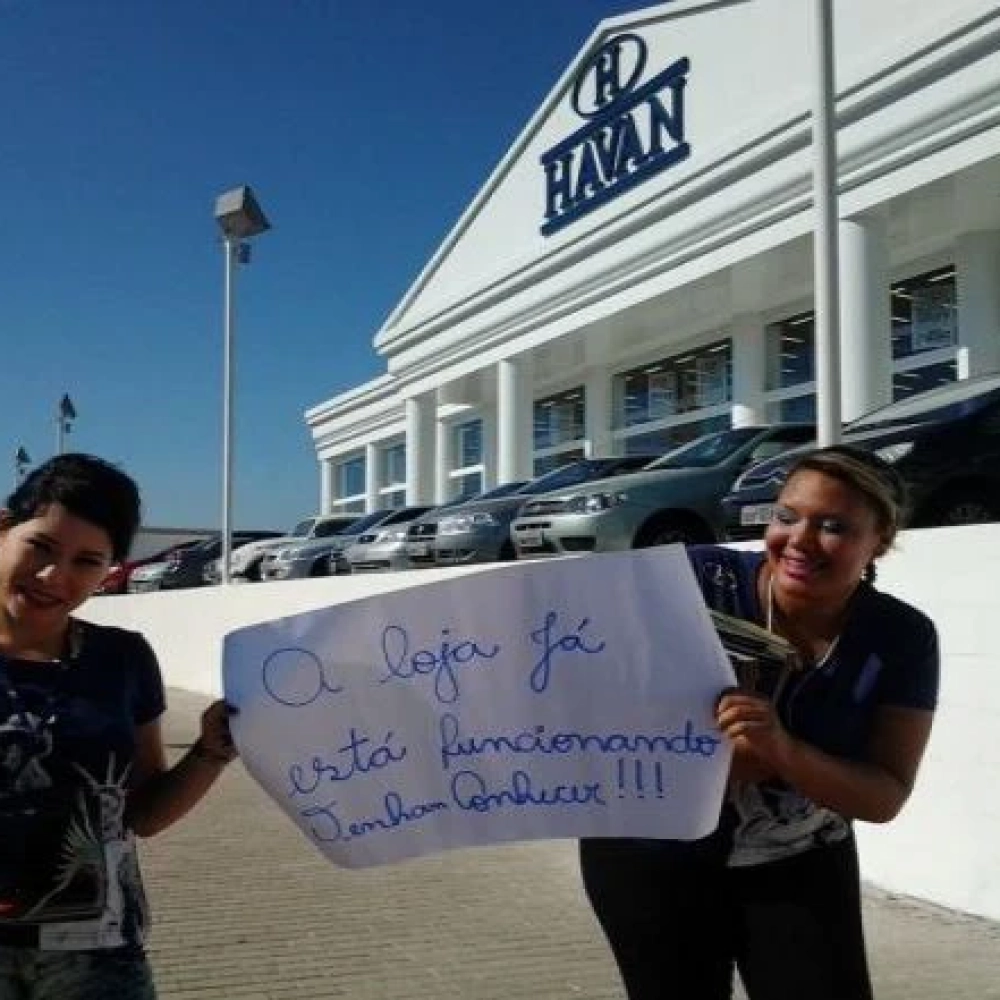 H
HAVAN
A loja Já
está funcionando
Venham Conhecer!!!